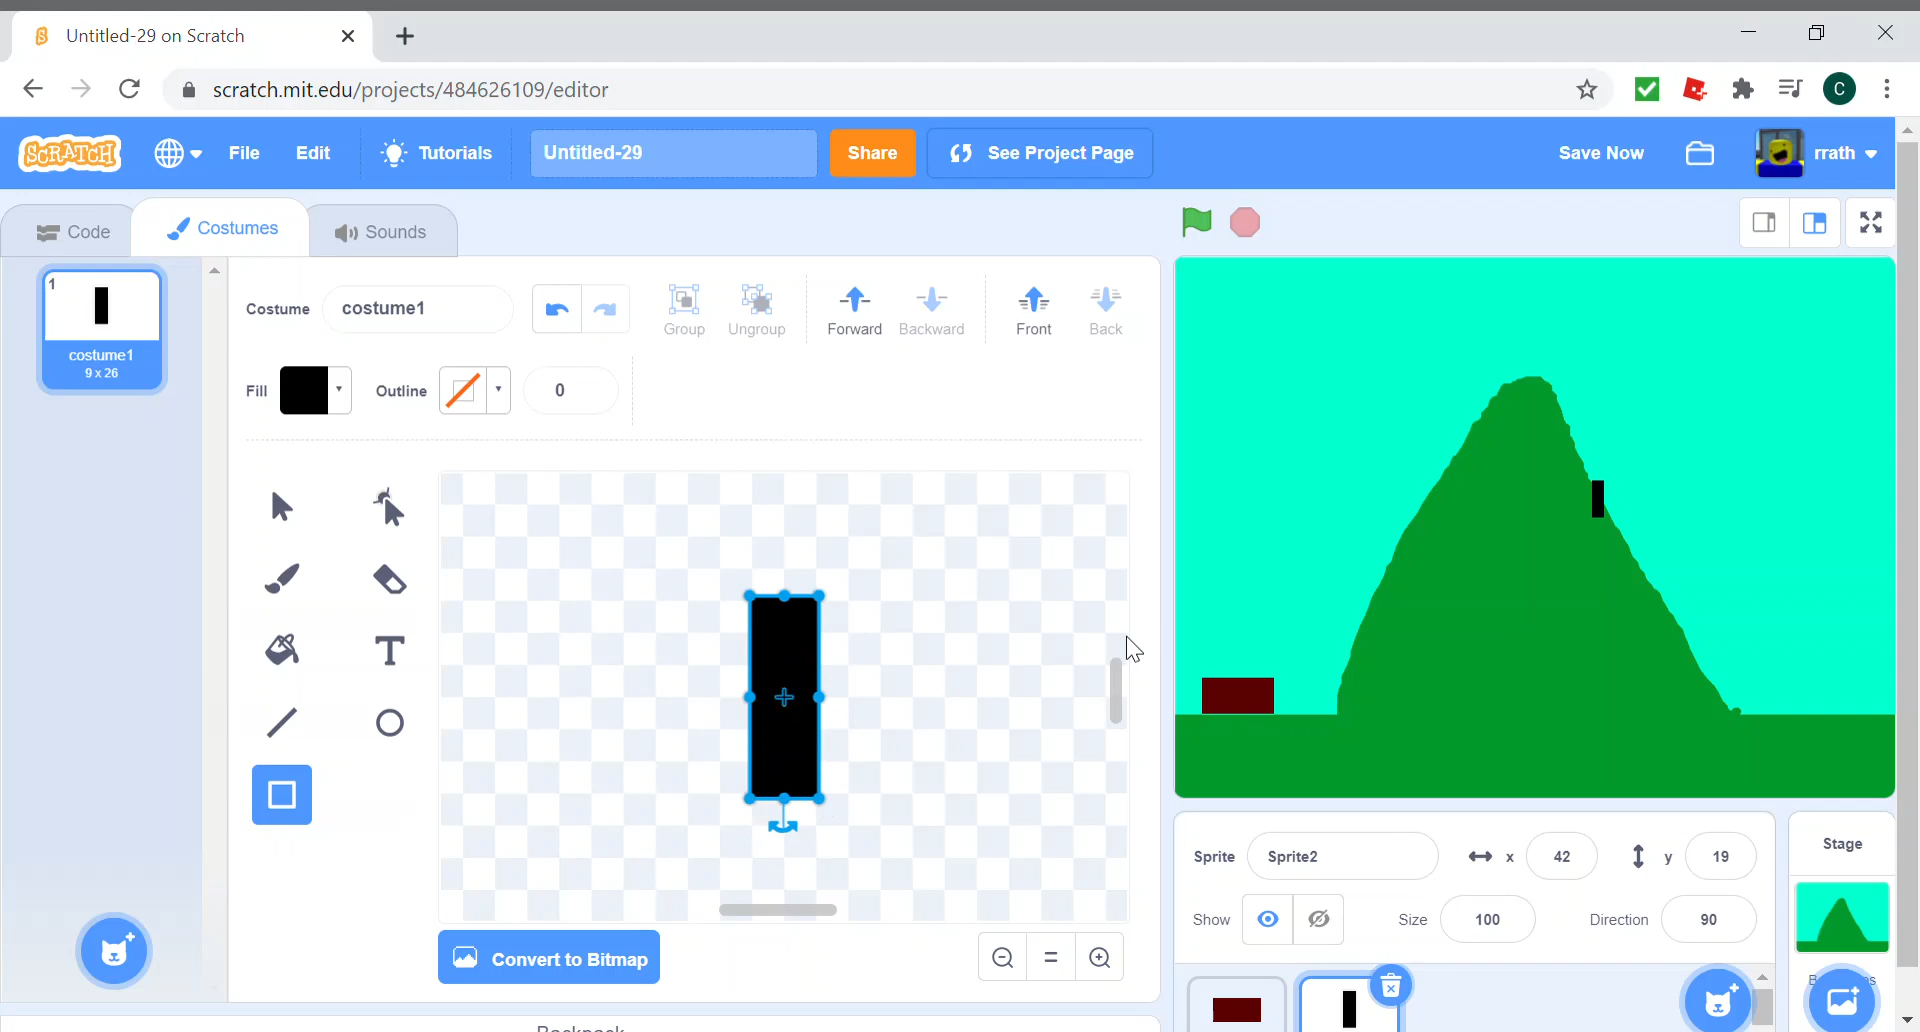 Untitled-29 on Scratch
scratch.mit.edu/projects/484626109/editor
C
SCRATCH
File
Edit
Tutorials
Untitled-29
Share
See Project Page
Save Now
rrath
Code
Costumes
Sounds
1
costume1
9 x 26
Costume
costume1
Group
Ungroup
Forward
Backward
Front
Back
Fill
Outline
0
T
Convert to Bitmap
Sprite
Sprite2
x
42
y
19
Show
Size
100
Direction
90
Stage
Backpack